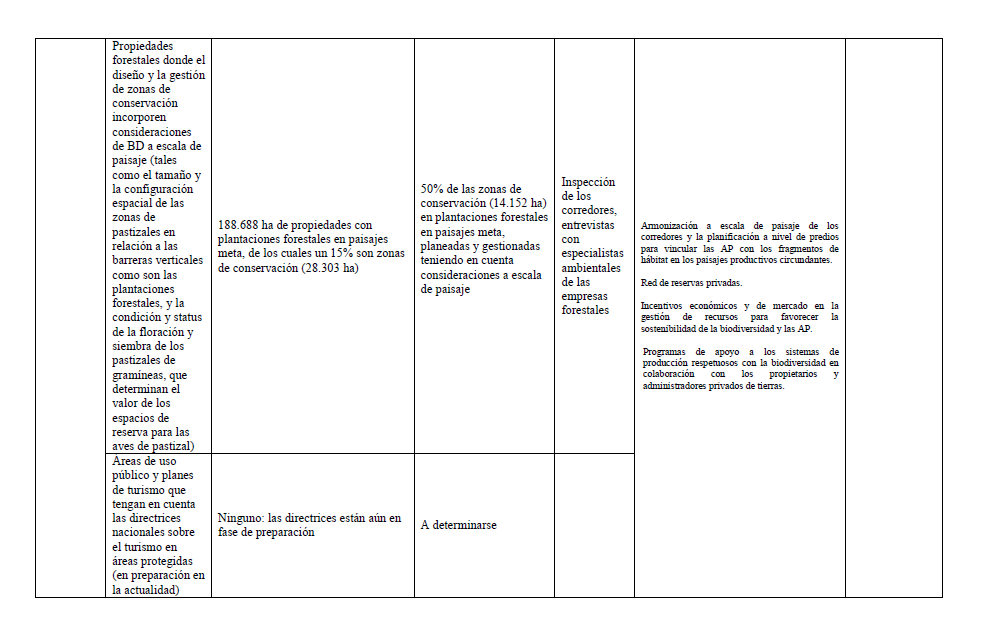 Propiedades
forestales donde el
diseño y la gestión
de zonas de
conservación
incorporen
consideraciones
de BD a escala de
paisaje (tales
como el tamaño y
la configuración
espacial de las
zonas de
pastizales en
relación a las
barreras verticales
como son las
plantaciones
forestales, y la
condición y status
de la floración y
siembra de los
pastizales de
gramíneas, que
determinan el
valor de los
espacios de
reserva para las
aves de pastizal)
188.688 ha de propiedades con
plantaciones forestales en paisajes
meta, de los cuales un 15% son zonas
de conservación (28.303 ha)
50% de las zonas de
conservación (14.152 ha)
en plantaciones forestales
en paisajes meta,
planeadas y gestionadas
teniendo en cuenta
consideraciones a escala
de paisaje
Inspección
de los
corredores,
entrevistas
con
especialistas
ambientales
de las
empresas
forestales
Armonización a escala de paisaje de los
corredores y la planificación a nivel de predios
para vincular las AP con los fragmentos de
hábitat en los paisajes productivos circundantes.
Red de reservas privadas.
Incentivos económicos y de mercado en la
gestión de recursos para favorecer la
sostenibilidad de la biodiversidad y las AP.
Programas de apoyo a los sistemas de
producción respetuosos con la biodiversidad en
colaboración con los propietarios y
administradores privados de tierras.
Areas de uso
público y planes
de turismo que
tengan en cuenta
las directrices
nacionales sobre
el turismo en
áreas protegidas
(en preparación en
la actualidad)
Ninguno: las directrices están aún en
fase de preparación
A determinarse